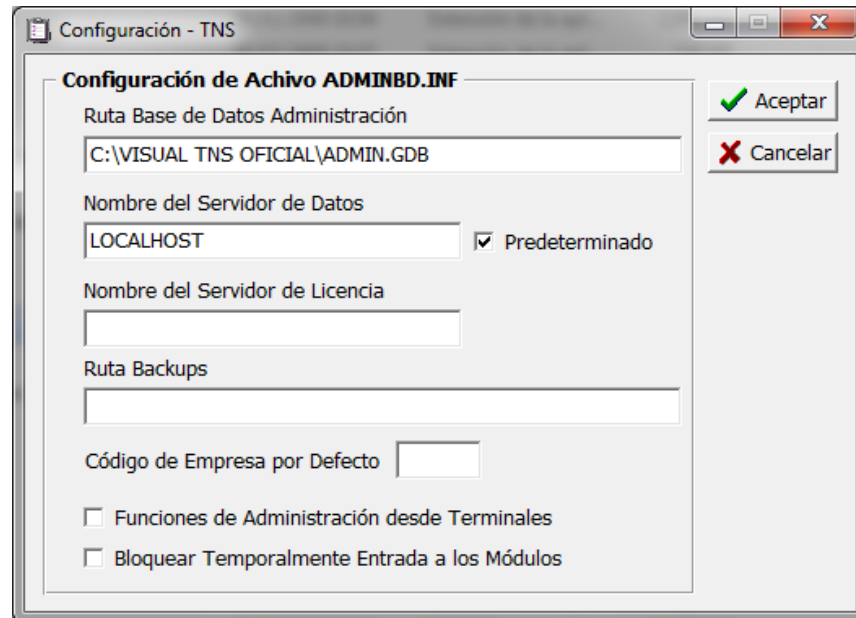 Configuración - TNS
Configuración de Achivo ADMINBD.INF
Aceptar
Ruta Base de Datos Administración
C:\VISUAL TNS OFICIAL\ADMIN.GDB
Cancelar
Nombre del Servidor de Datos
LOCALHOST
Predeterminado
Nombre del Servidor de Licencia
Ruta Backups
Código de Empresa por Defecto
Funciones de Administración desde Terminales
Bloquear Temporalmente Entrada a los Módulos